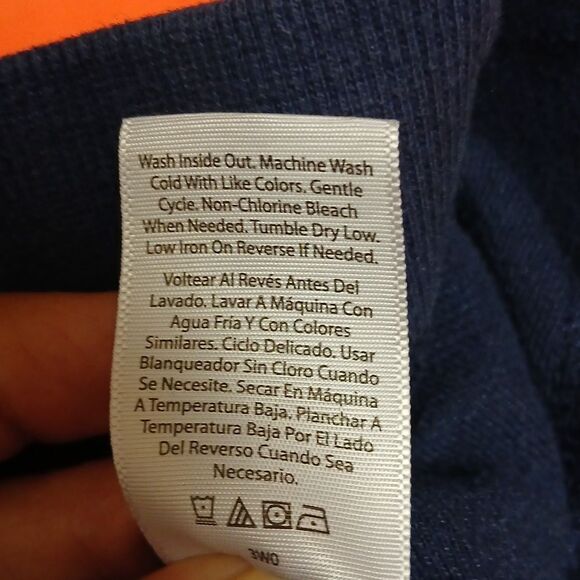 Wash Inside Out. Machine Wash
Cold With Like Colors. Gentle
Cycle. Non-Chlorine Bleach
When Needed. Tumble Dry Low.
Low Iron On Reverse If Needed.
Voltear Al Revés Antes Del
Lavado. Lavar A Máquina Con
Agua Fría Y Con Colores
Similares. Ciclo Delicado. Usar
Blanqueador Sin Cloro Cuando
Se Necesite. Secar En Máquina
A Temperatura Baja. Planchar A
Temperatura Baja Por El Lado
Del Reverso Cuando Sea
Necesario.
3W0